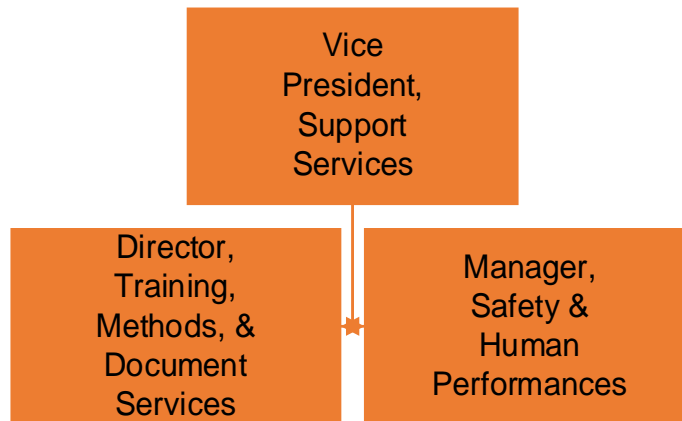 Vice
President,
Support
Services
Director,
Training,
Methods, &
Document
Services
Manager,
Safety &
Human
Performances